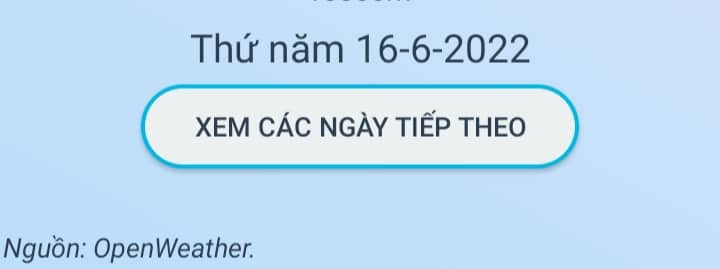 Thứ năm 16-6-2022
XEM CÁC NGÀY TIẾP THEO
Nguồn: OpenWeather.